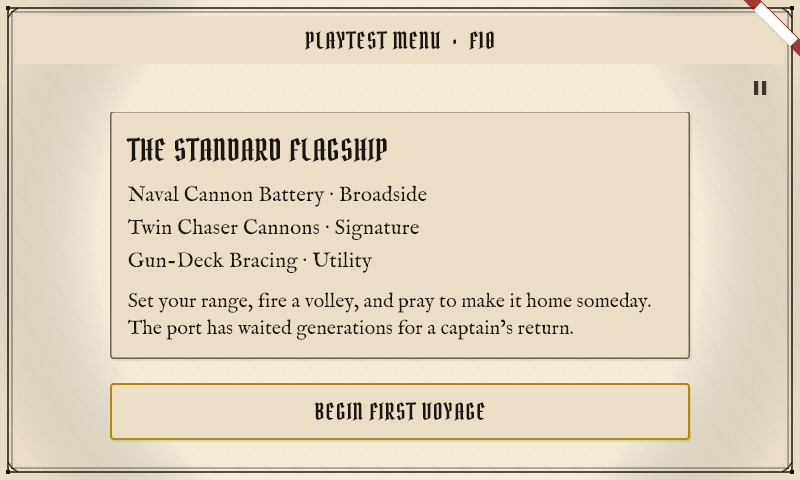 PLAYTEST MENU · F10
THE STANDARD FLAGSHIP
Naval Cannon Battery · Broadside
Twin Chaser Cannons · Signature
Gun-Deck Bracing · Utility
Set your range, fire a volley, and pray to make it home someday.
The port has waited generations for a captain's return.
BEGIN FIRST VOYAGE